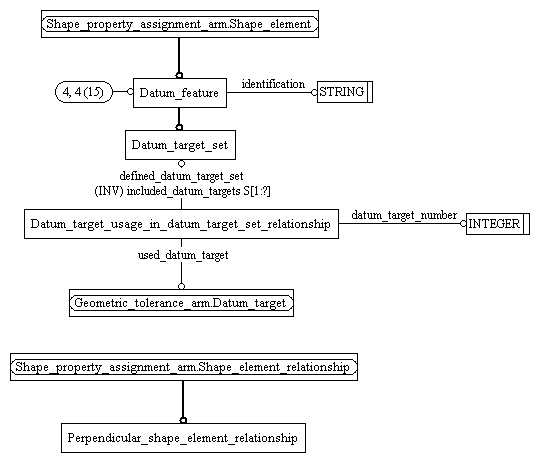 Shape_property_assignment_arm.Shape_element
4, 4 (15)
Datum_feature
identification
STRING
Datum_target_set
defined_datum_target_set
(INV) included_datum_targets S[1:?]
Datum_target_usage_in_datum_target_set_relationship
datum_target_number
INTEGER
used_datum_target
Geometric_tolerance_arm.Datum_target
Shape_property_assignment_arm.Shape_element_relationship
Perpendicular_shape_element_relationship